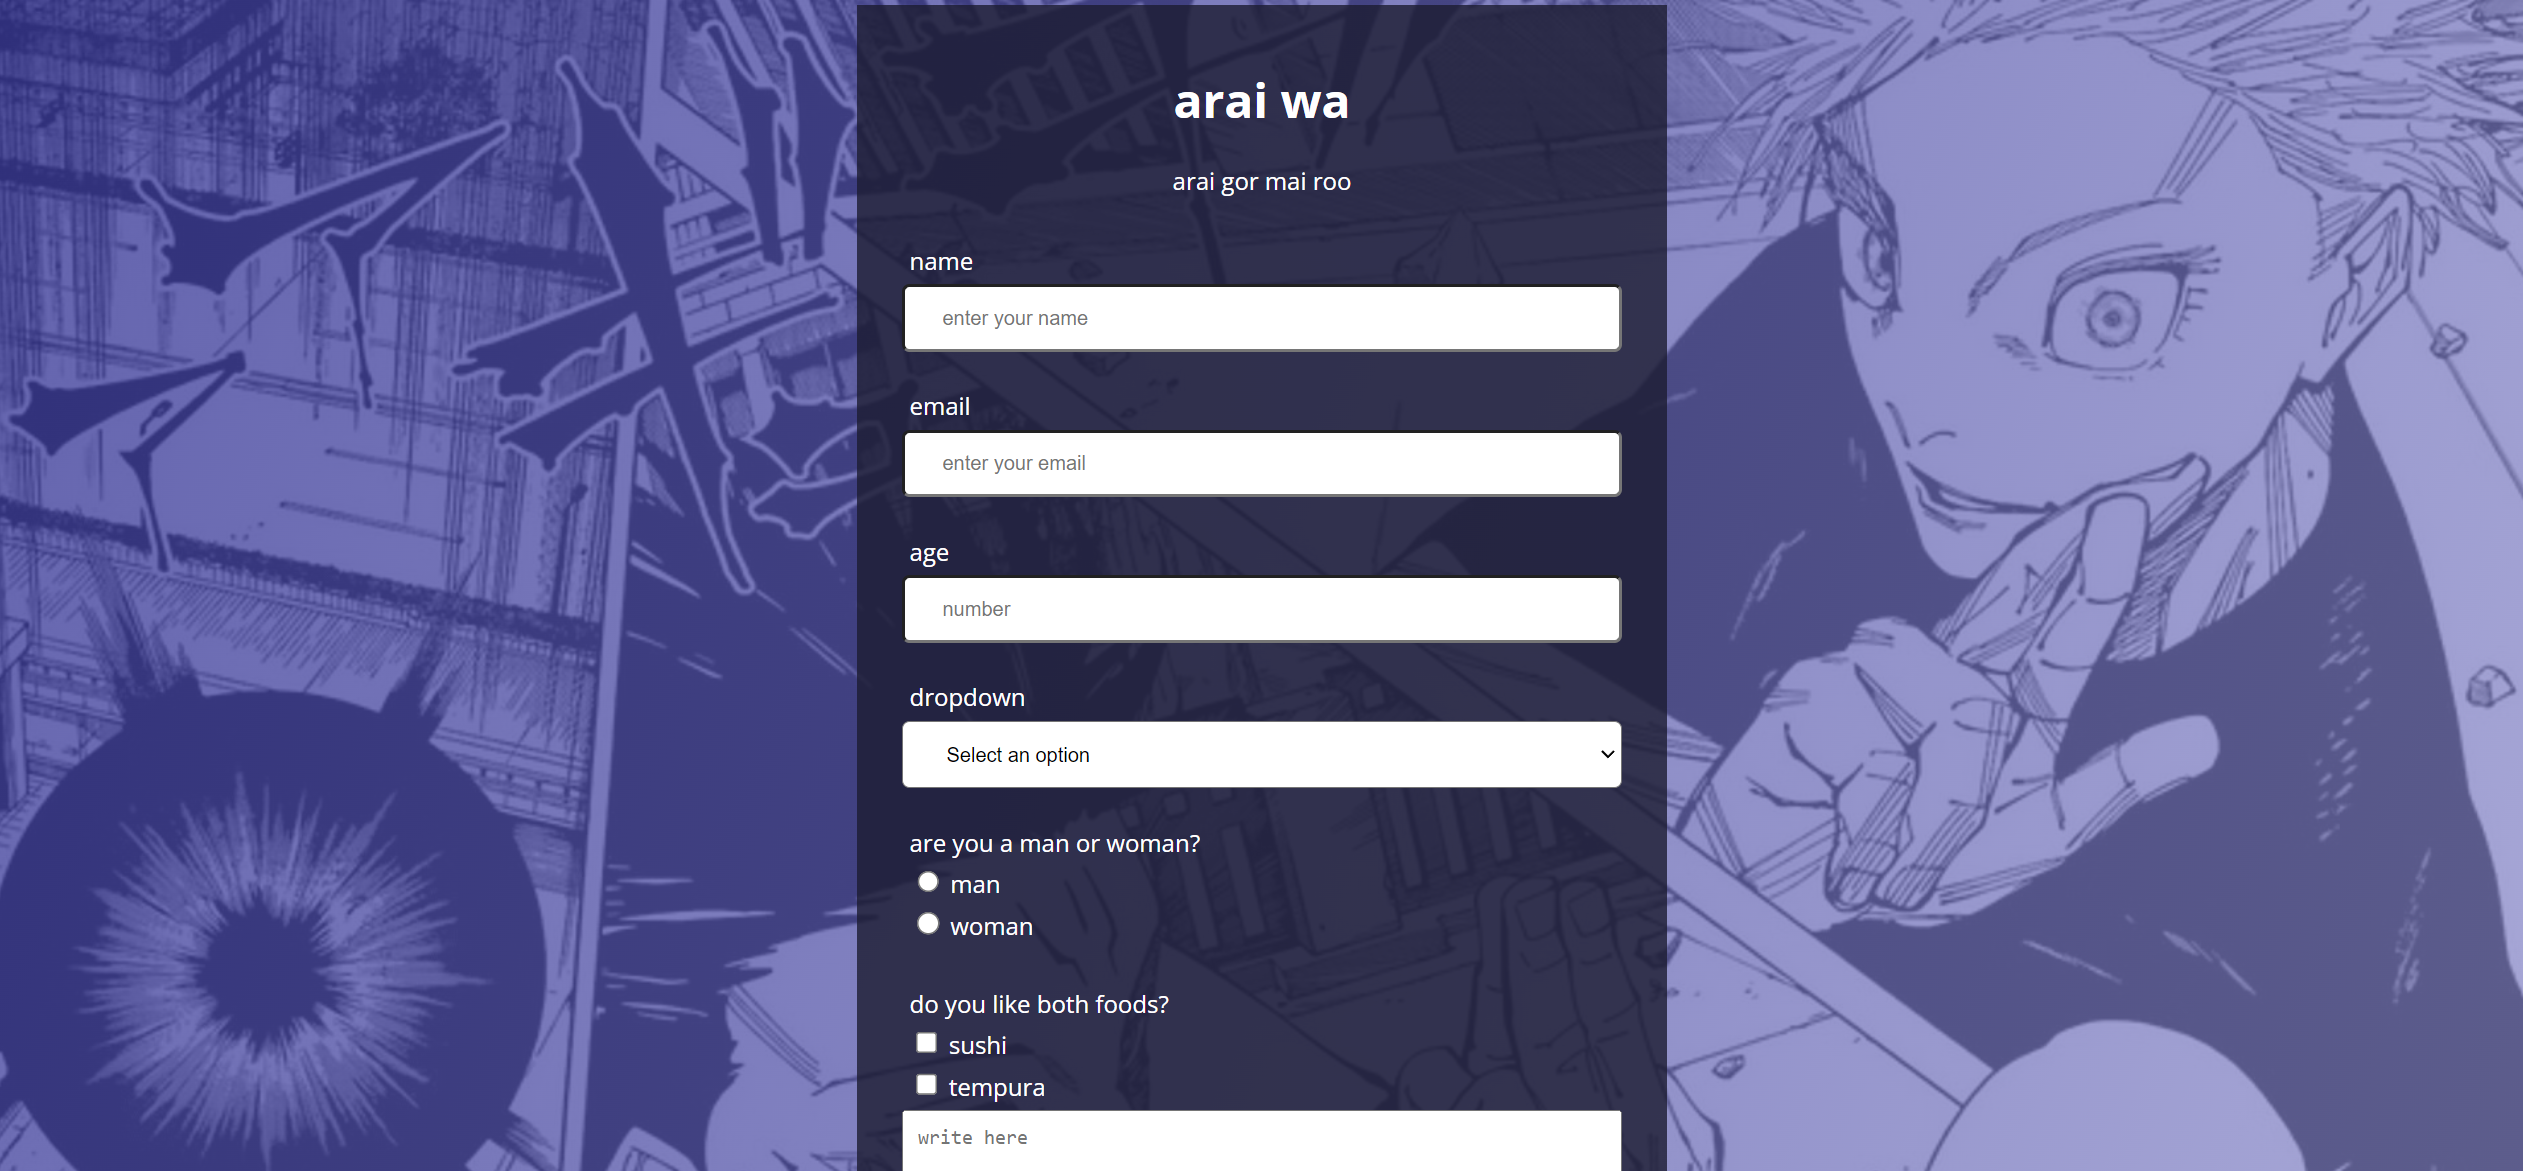 arai wa
arai gor mai roo
name
enter your name
email
enter your email
age
number
dropdown
Select an option
are you a man or woman?
man
woman
do you like both foods?
sushi
tempura
write here